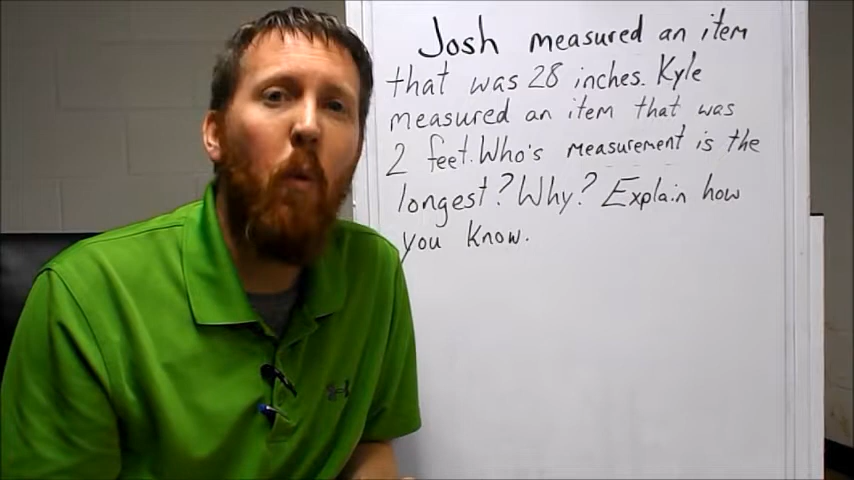 Josh measured an item
that was 28 inches. Kyle
measured an item that was
2 feet. Who's measurement is the
longest? Why? Explain how
you know.